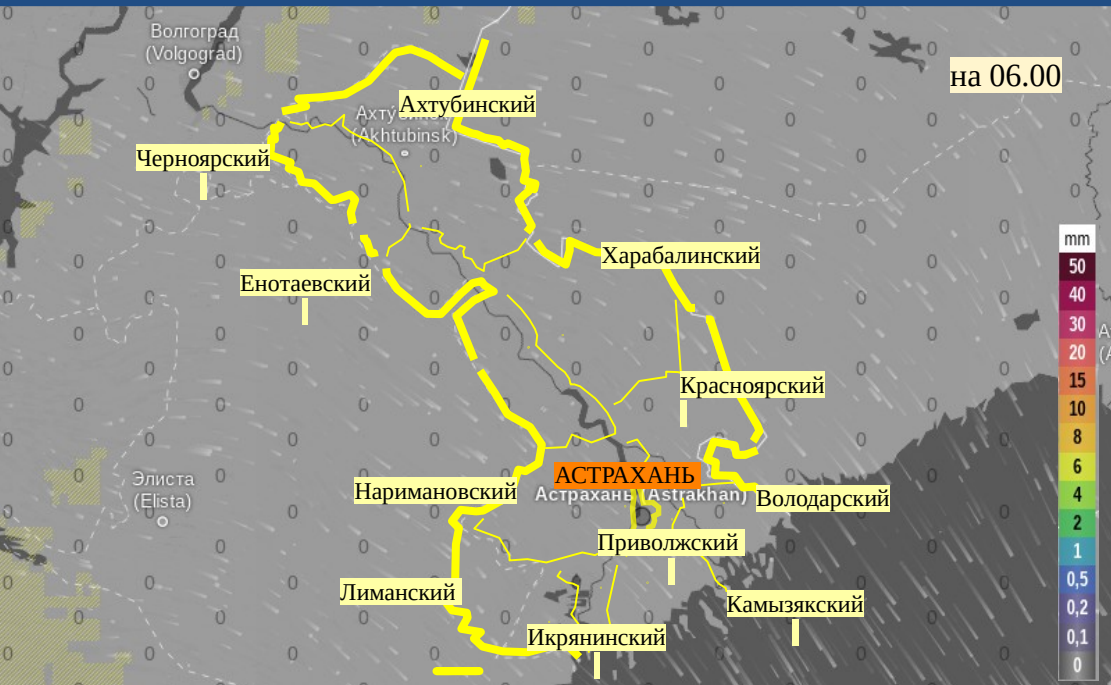 Волгоград
(Volgograd)
на 06.00
Ахтубинский
(Akhtubinsk)
Черноярский
Харабалинский
mm
50
40
30
20
15
10
8
6
4
2
1
0,5
0,2
0,1
0
Енотаевский
Красноярский
Элиста
(Elista)
АСТРАХАНЬ
Астрахань (Astrakhan)
Наримановский
Володарский
Приволжский
Лиманский
Камызякский
Икрянинский